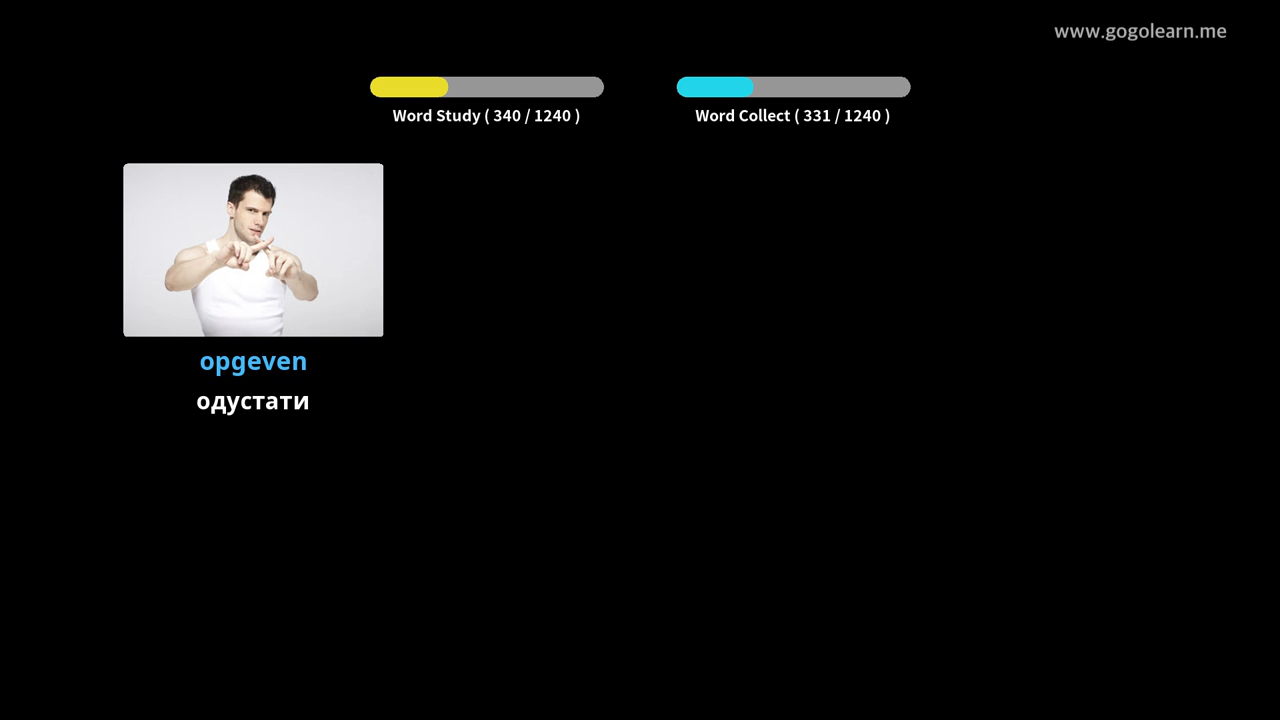 www.gogolearn.me
Word Study ( 340 / 1240 )
Word Collect ( 331 / 1240 )
opgeven
одустати